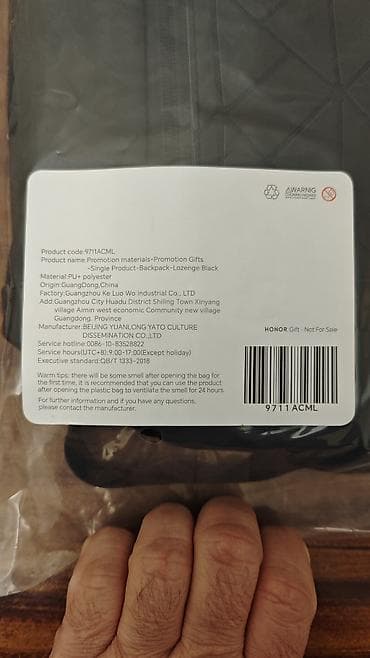 AWARNIG
Product code:9711ACML
Product name:Promotion materials-Promotion Gifts
-Single Product-Backpack-Lozenge Black
Material:PU+ polyester
Origin:GuangDong,China
Factory:Guangzhou Ke Luo Wo Industrial Co., LTD
Add:Guangzhou City Huadu District Shiling Town Xinyang
village Aimin west economic Community new village
Guangdong. Province
Manufacturer:BEIJING YUANLONG YATO CULTURE
DISSEMINATION CO.,LTD
Service hotline:0086-10-83528822
Service hours(UTC+8):9:00-17:00(Except holiday)
Executive standard:QB/T 1333-2018
HONOR Gift - Not For Sale
9711ACML
Warm tips: there will be some smell after opening the bag for
the first time, it is recommended that you can use the product
after opening the plastic bag to ventilate the smell for 24 hours.
For further information and if you have any questions,
please contact the manufacturer.